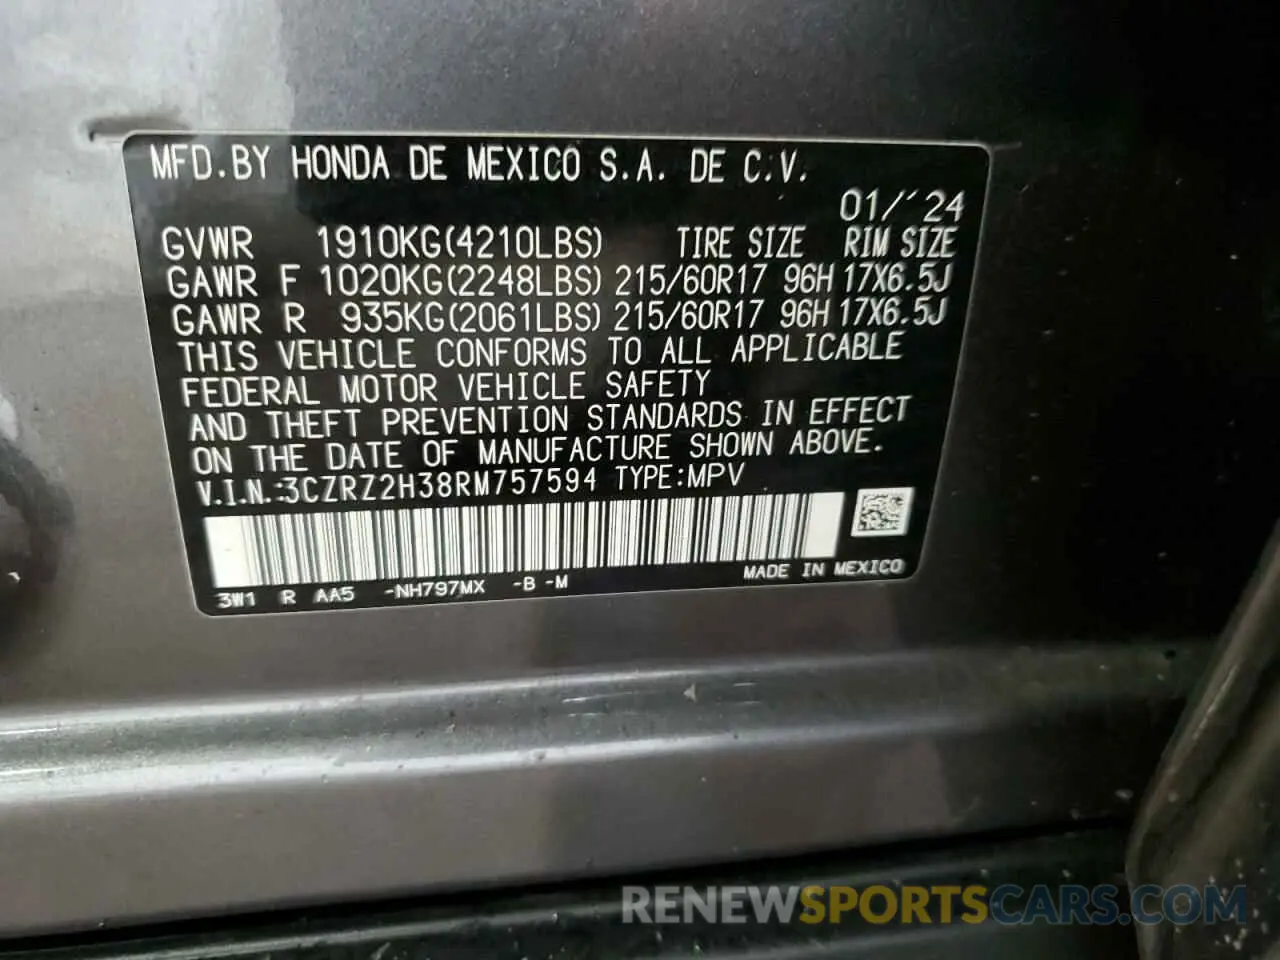 MFD.BY HONDA DE MEXICO S.A. DE C.V.
01/'24
GVWR 1910KG(4210LBS) TIRE SIZE RIM SIZE
GAWR F 1020KG(2248LBS) 215/60R17 96H 17X6.5J
GAWR R 935KG(2061LBS) 215/60R17 96H 17X6.5J
THIS VEHICLE CONFORMS TO ALL APPLICABLE
FEDERAL MOTOR VEHICLE SAFETY
AND THEFT PREVENTION STANDARDS IN EFFECT
ON THE DATE OF MANUFACTURE SHOWN ABOVE.
V.I.N.:3CZRZ2H38RM757594 TYPE:MPV
MADE IN MEXICO
3W1 R AA5 -NH797MX -B -M
RENEWSPORTSCARS.COM